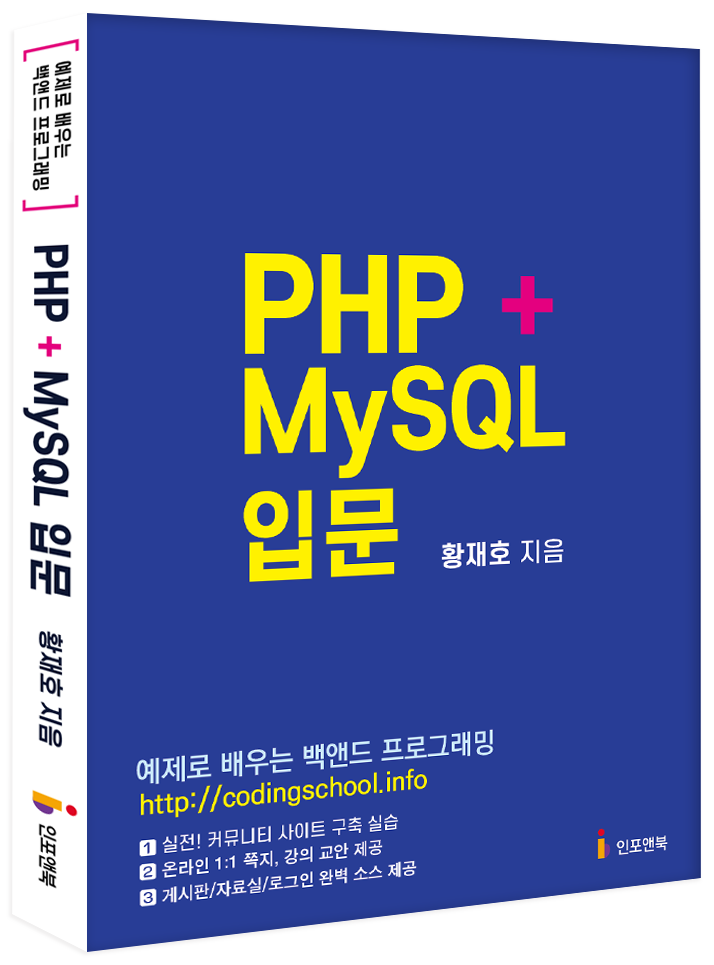 예제로 배우는
백앤드 프로그래밍
PHP + MySQL 입문
황재호 지음
인포앤북
PHP +
MySQL
입문
황재호 지음
예제로 배우는 백앤드 프로그래밍
http://codingschool.info
1 실전! 커뮤니티 사이트 구축 실습
2 온라인 1:1 쪽지, 강의 교안 제공
3 게시판/자료실/로그인 완벽 소스 제공
인포앤북